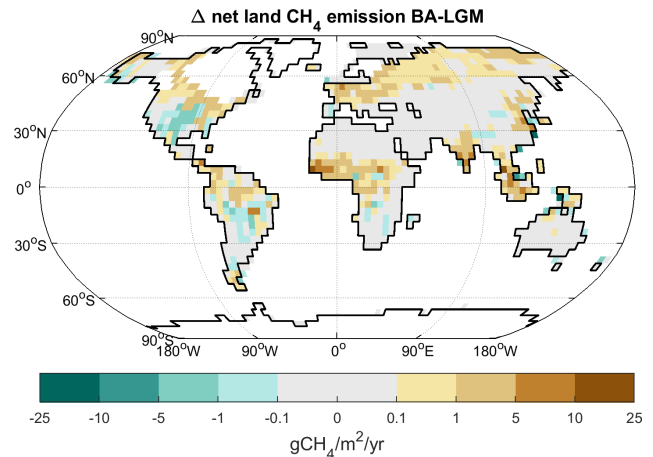 Δ net land CH₄ emission BA-LGM
90°N
60°N
30°N
0°
30°S
60°S
90°S
180°W 90°W 0° 90°E 180°W
-25 -10 -5 -1 -0.1 0 0.1 1 5 10 25
gCH₄/m²/yr